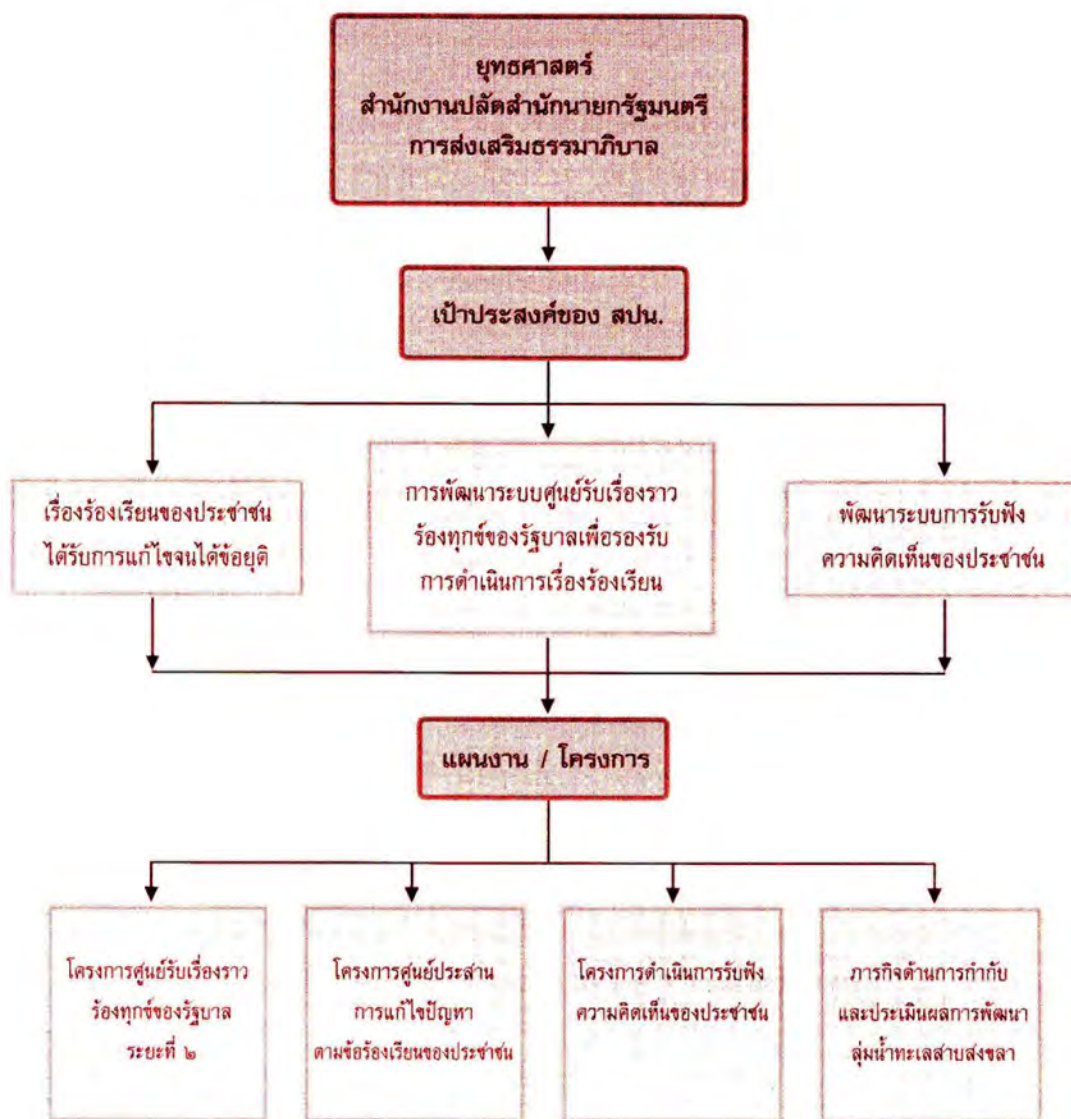 ยุทธศาสตร์
สำนักงานปลัดสำนักนายกรัฐมนตรี
การส่งเสริมธรรมาภิบาล
เป้าประสงค์ของ สปน.
เรื่องร้องเรียนของประชาชน
ได้รับการแก้ไขจนได้ข้อยุติ
การพัฒนาระบบศูนย์รับเรื่องราว
ร้องทุกข์ของรัฐบาลเพื่อรองรับ
การดำเนินการเรื่องร้องเรียน
พัฒนาระบบการรับฟัง
ความคิดเห็นของประชาชน
แผนงาน / โครงการ
โครงการศูนย์รับเรื่องราว
ร้องทุกข์ของรัฐบาล
ระยะที่ ๒
โครงการศูนย์ประสาน
การแก้ไขปัญหา
ตามข้อร้องเรียนของประชาชน
โครงการดำเนินการรับฟัง
ความคิดเห็นของประชาชน
ภารกิจด้านการกำกับ
และประเมินผลการพัฒนา
ลุ่มน้ำทะเลสาบสงขลา